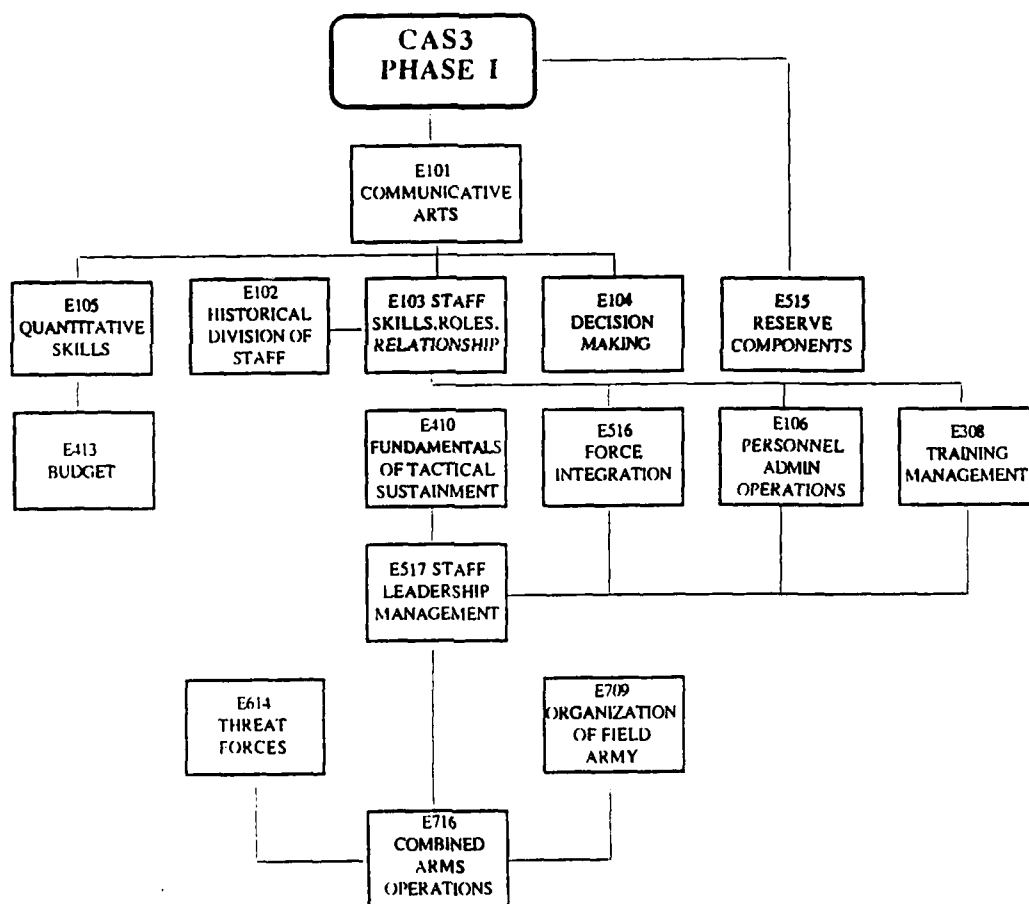 CAS3
PHASE I
E101
COMMUNICATIVE
ARTS
E105
QUANTITATIVE
SKILLS
E102
HISTORICAL
DIVISION OF
STAFF
E103 STAFF
SKILLS,ROLES,
RELATIONSHIP
E104
DECISION
MAKING
E515
RESERVE
COMPONENTS
E413
BUDGET
E410
FUNDAMENTALS
OF TACTICAL
SUSTAINMENT
E516
FORCE
INTEGRATION
E106
PERSONNEL
ADMIN
OPERATIONS
E308
TRAINING
MANAGEMENT
E517 STAFF
LEADERSHIP
MANAGEMENT
E614
THREAT
FORCES
E709
ORGANIZATION
OF FIELD
ARMY
E716
COMBINED
ARMS
OPERATIONS